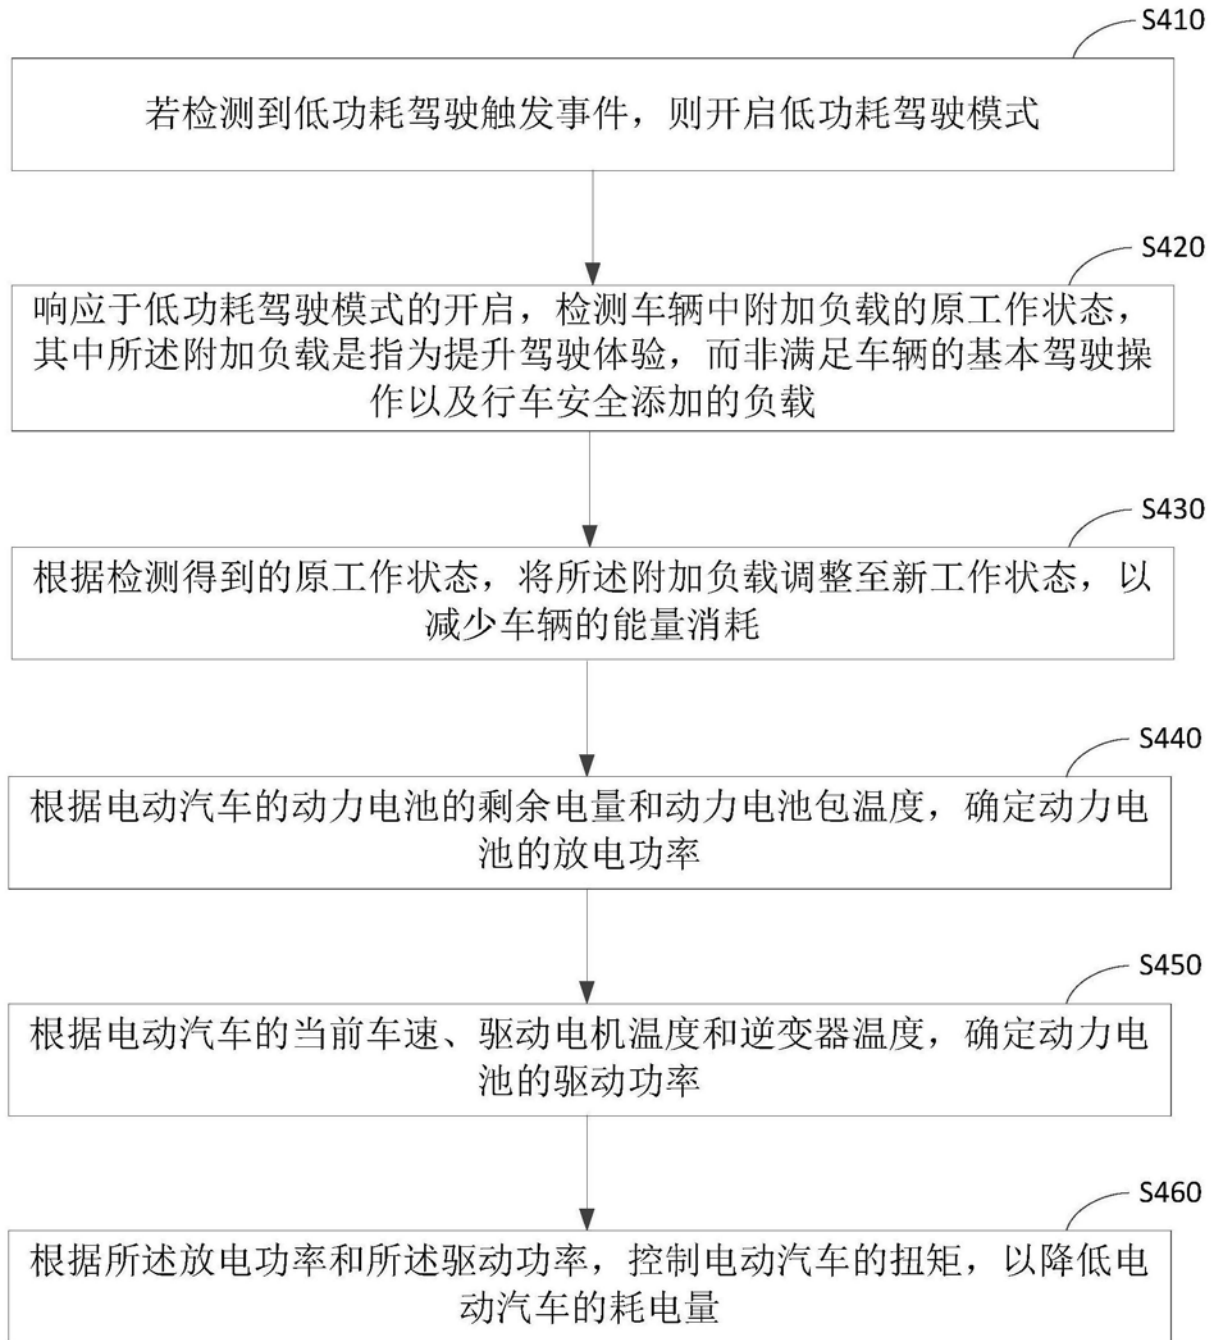 S410
若检测到低功耗驾驶触发事件，则开启低功耗驾驶模式
S420
响应于低功耗驾驶模式的开启，检测车辆中附加负载的原工作状态，
其中所述附加负载是指为提升驾驶体验，而非满足车辆的基本驾驶操
作以及行车安全添加的负载
S430
根据检测得到的原工作状态，将所述附加负载调整至新工作状态，以
减少车辆的能量消耗
S440
根据电动汽车的动力电池的剩余电量和动力电池包温度，确定动力电
池的放电功率
S450
根据电动汽车的当前车速、驱动电机温度和逆变器温度，确定动力电
池的驱动功率
S460
根据所述放电功率和所述驱动功率，控制电动汽车的扭矩，以降低电
动汽车的耗电量